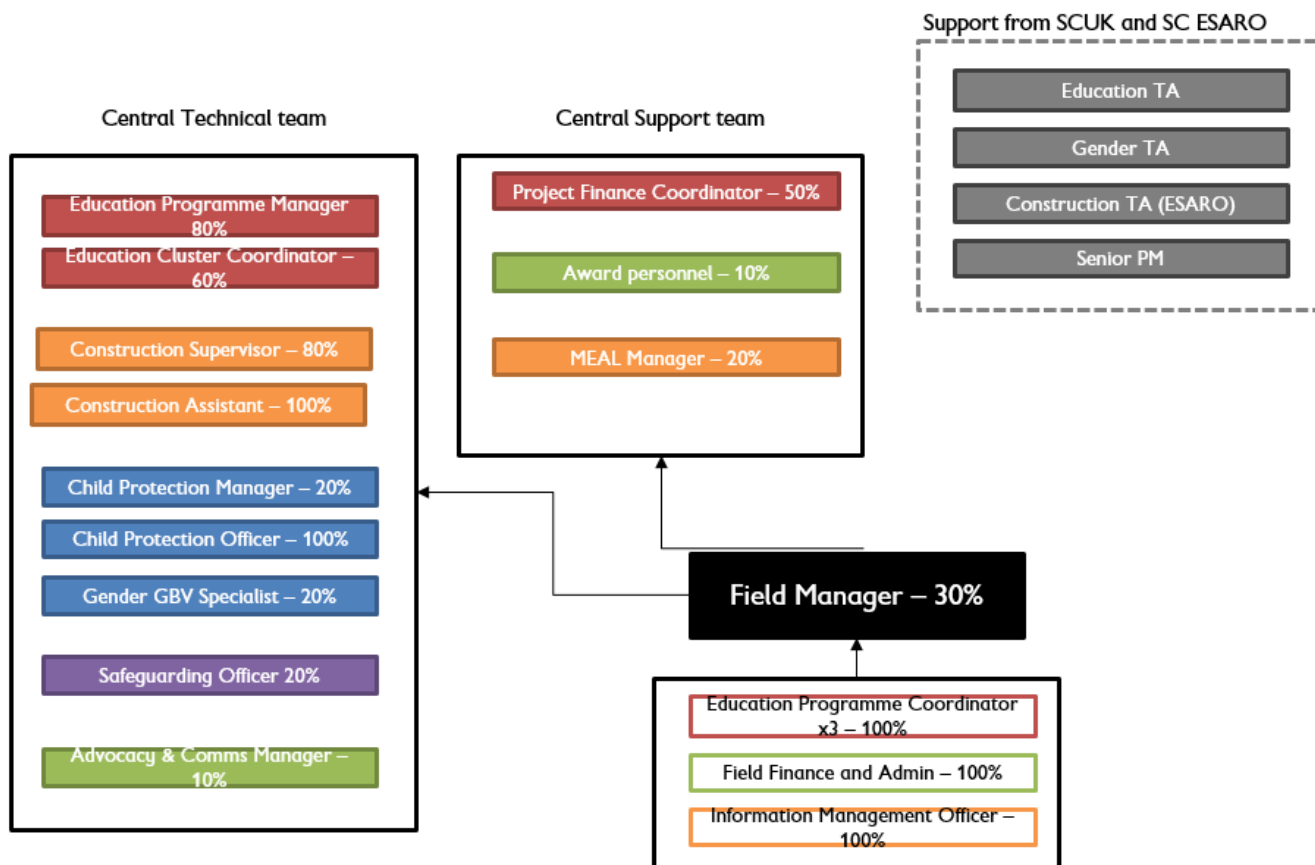 Support from SCUK and SC ESARO
Education TA
Gender TA
Construction TA (ESARO)
Senior PM
Central Technical team
Education Programme Manager
80%
Education Cluster Coordinator –
60%
Construction Supervisor – 80%
Construction Assistant – 100%
Child Protection Manager – 20%
Child Protection Officer – 100%
Gender GBV Specialist – 20%
Safeguarding Officer 20%
Advocacy & Comms Manager –
10%
Central Support team
Project Finance Coordinator – 50%
Award personnel – 10%
MEAL Manager – 20%
Field Manager – 30%
Education Programme Coordinator
x3 – 100%
Field Finance and Admin – 100%
Information Management Officer –
100%